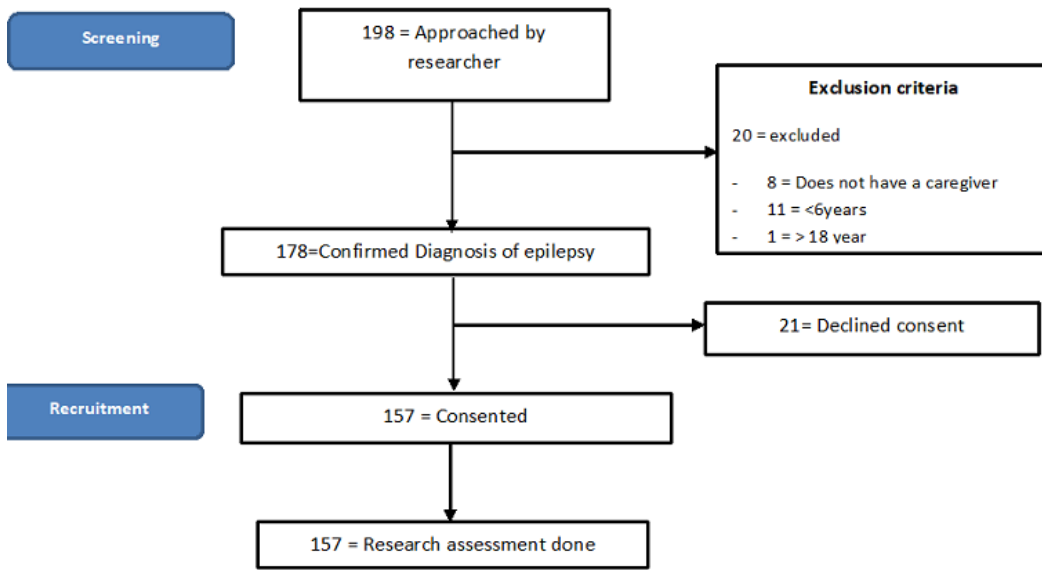 Screening
198 = Approached by
researcher
Exclusion criteria
20 = excluded
- 8 = Does not have a caregiver
- 11 = <6years
- 1 = > 18 year
178=Confirmed Diagnosis of epilepsy
21= Declined consent
Recruitment
157 = Consented
157 = Research assessment done